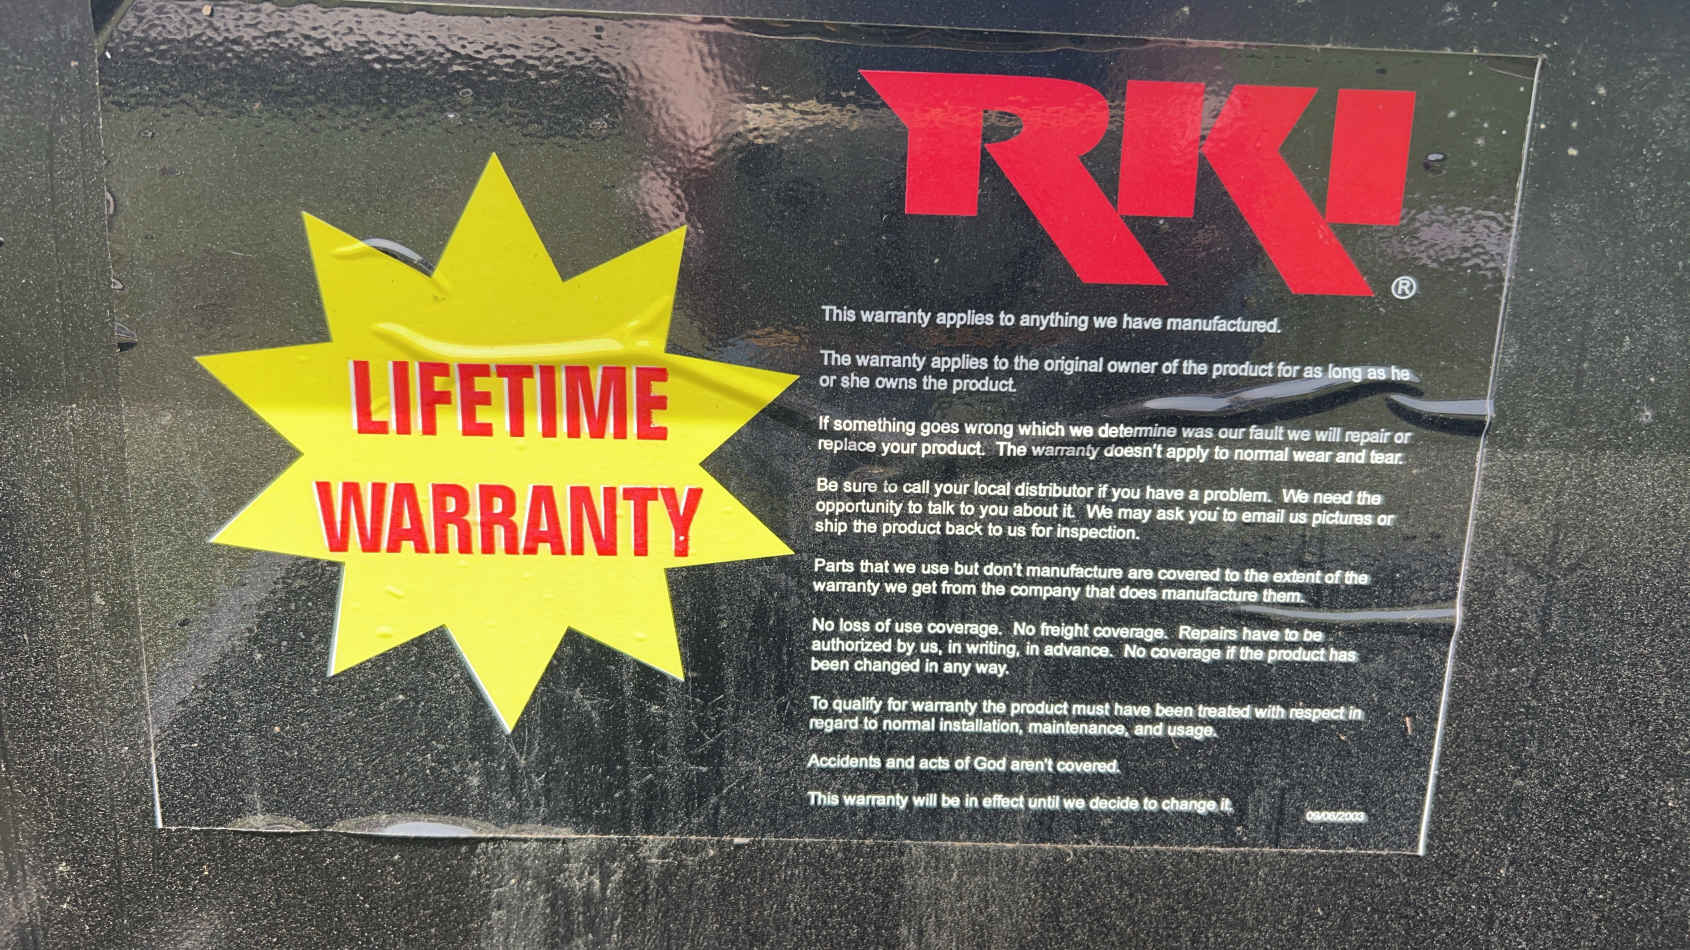 RKI
®
LIFETIME
WARRANTY
This warranty applies to anything we have manufactured.
The warranty applies to the original owner of the product for as long as he
or she owns the product.
If something goes wrong which we determine was our fault we will repair or
replace your product. The warranty doesn't apply to normal wear and tear.
Be sure to call your local distributor if you have a problem. We need the
opportunity to talk to you about it. We may ask you to email us pictures or
ship the product back to us for inspection.
Parts that we use but don't manufacture are covered to the extent of the
warranty we get from the company that does manufacture them.
No loss of use coverage. No freight coverage. Repairs have to be
authorized by us, in writing, in advance. No coverage if the product has
been changed in any way.
To qualify for warranty the product must have been treated with respect in
regard to normal installation, maintenance, and usage.
Accidents and acts of God aren't covered.
This warranty will be in effect until we decide to change it.
09/06/2003